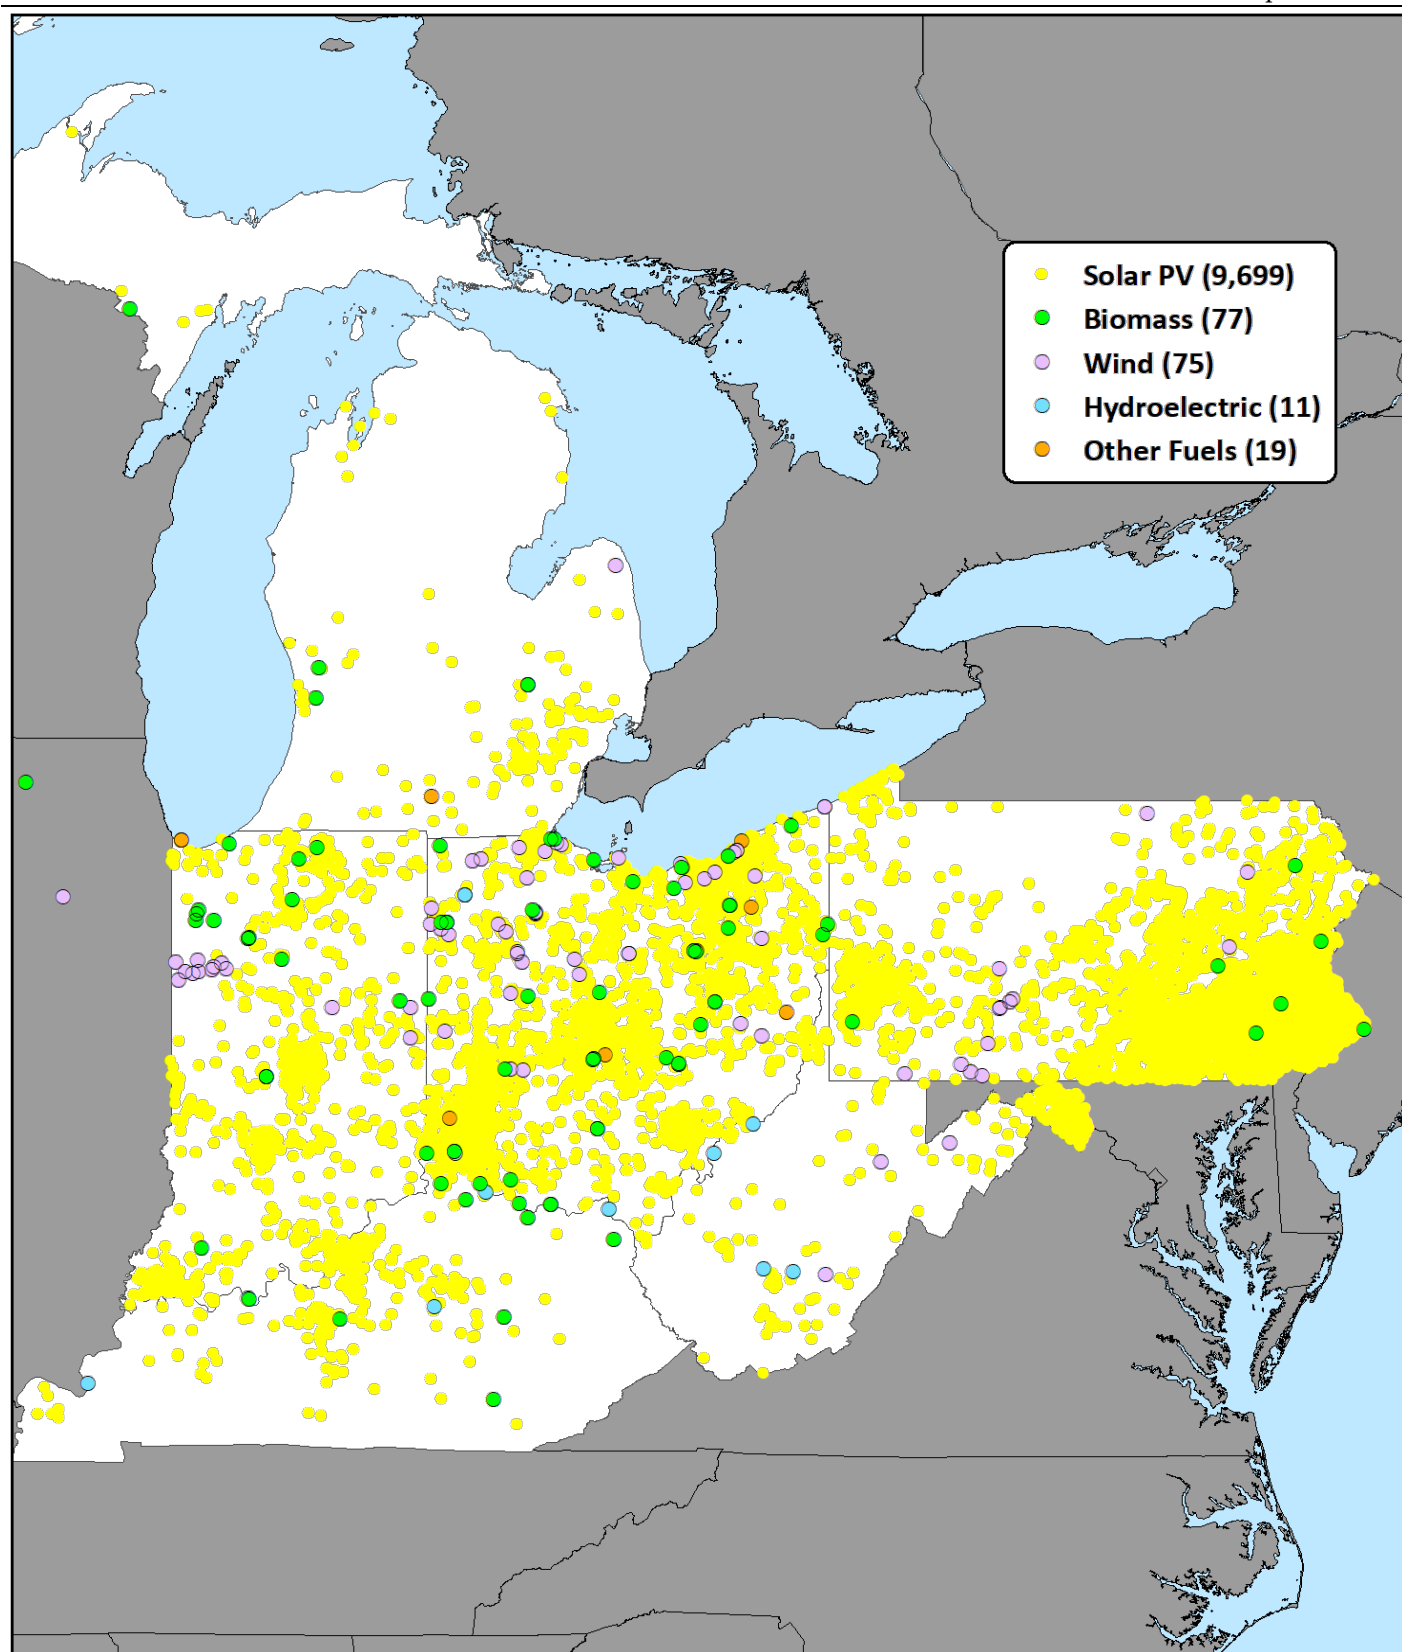 Solar PV (9,699)
Biomass (77)
Wind (75)
Hydroelectric (11)
Other Fuels (19)